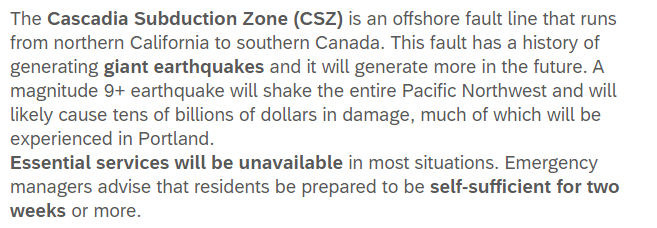 The Cascadia Subduction Zone (CSZ) is an offshore fault line that runs
from northern California to southern Canada. This fault has a history of
generating giant earthquakes and it will generate more in the future. A
magnitude 9+ earthquake will shake the entire Pacific Northwest and will
likely cause tens of billions of dollars in damage, much of which will be
experienced in Portland.
Essential services will be unavailable in most situations. Emergency
managers advise that residents be prepared to be self-sufficient for two
weeks or more.